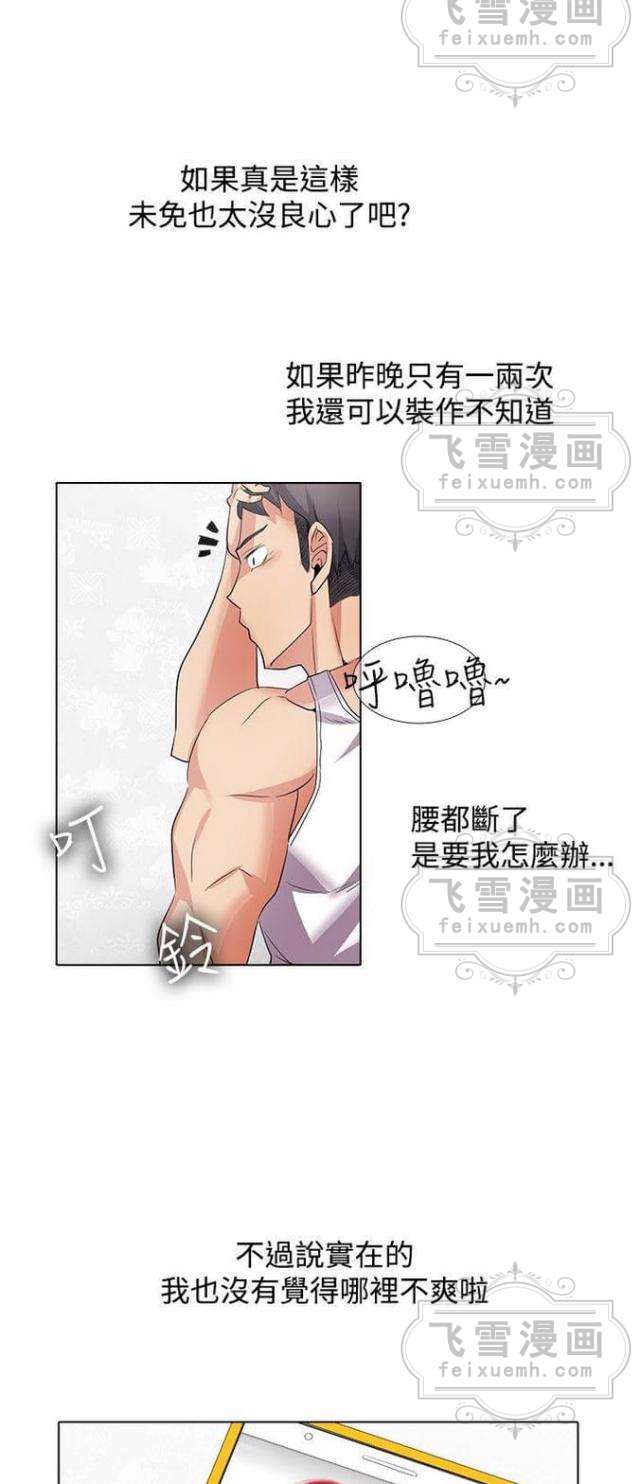 飞雪漫画
feixuemh.com
如果真是這樣
未免也太沒良心了吧?
如果昨晚只有一兩次
我還可以裝作不知道
飞雪漫画
feixuemh.com
呼嚕嚕~
叮
鈴
腰都斷了
是要我怎麼辦...
飞雪漫画
feixuemh.com
不過說實在的
我也沒有覺得哪裡不爽啦
飞雪漫画
feixuemh.com